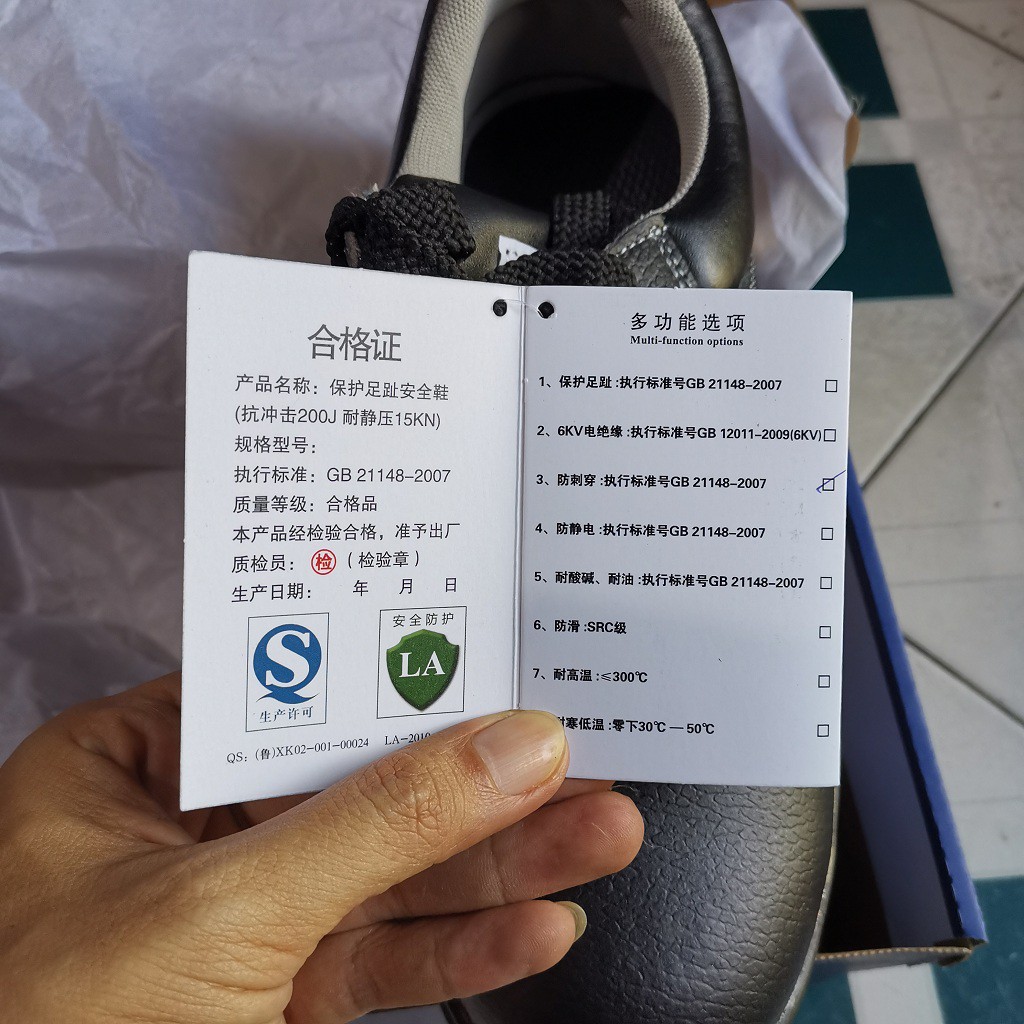 合格证
产品名称：保护足趾安全鞋
(抗冲击200J 耐静压15KN)
规格型号：
执行标准：GB 21148-2007
质量等级：合格品
本产品经检验合格，准予出厂
质检员：检（检验章）
生产日期： 年 月 日
S
生产许可
安全防护
LA
QS：(鲁)XK02-001-00024 LA-2010
多功能选项
Multi-function options
1、保护足趾:执行标准号GB 21148-2007 □
2、6KV电绝缘:执行标准号GB 12011-2009(6KV) □
3、防刺穿:执行标准号GB 21148-2007 □
4、防静电:执行标准号GB 21148-2007 □
5、耐酸碱、耐油:执行标准号GB 21148-2007 □
6、防滑:SRC级 □
7、耐高温:≤300℃ □
耐寒低温:零下30℃—50℃ □